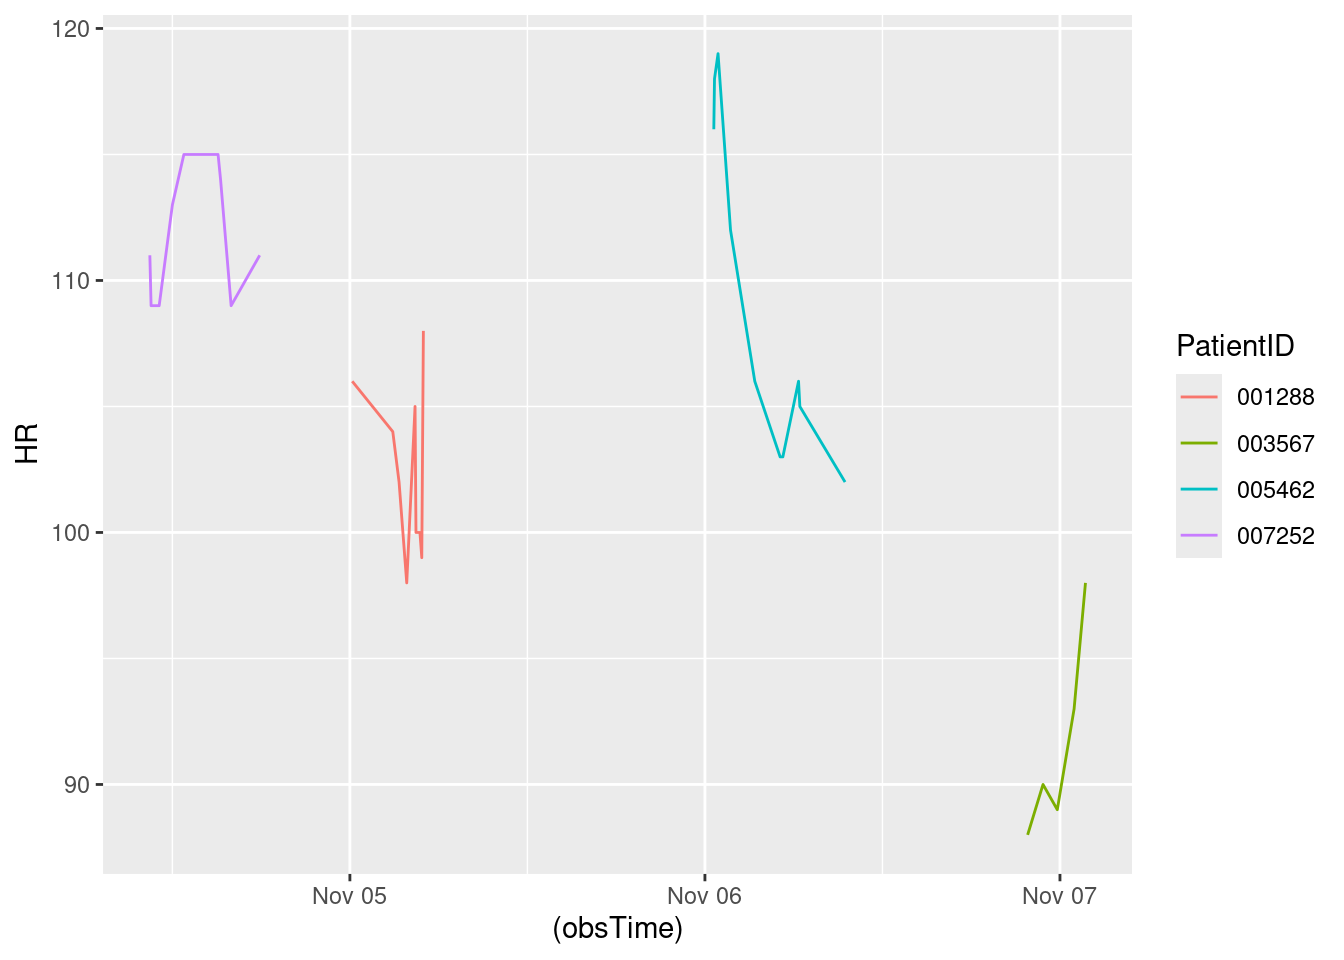 120
110
100
90
HR
Nov 05
Nov 06
Nov 07
(obsTime)
PatientID
001288
003567
005462
007252